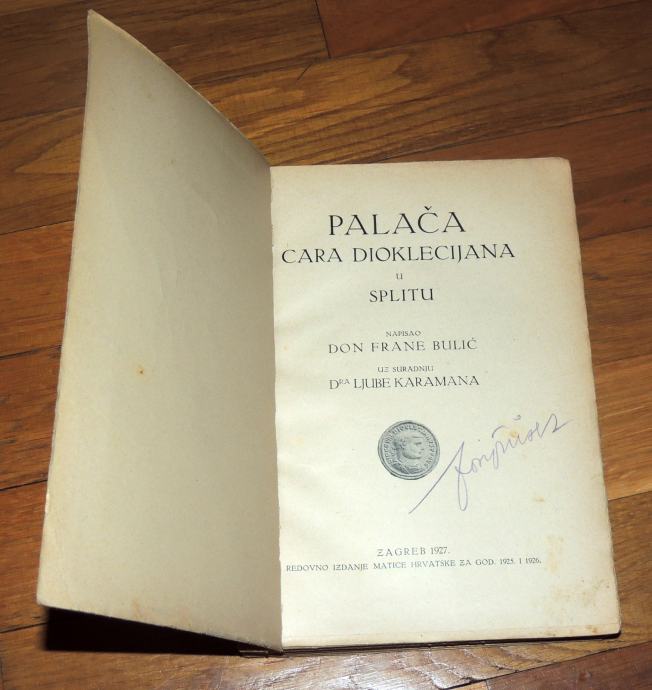 PALAČA
CARA DIOKLECIJANA
U
SPLITU
NAPISAO
DON FRANE BULIĆ
UZ SURADNJU
DRA LJUBE KARAMANA
ZAGREB 1927.
REDOVNO IZDANJE MATICE HRVATSKE ZA GOD. 1925. I 1926.